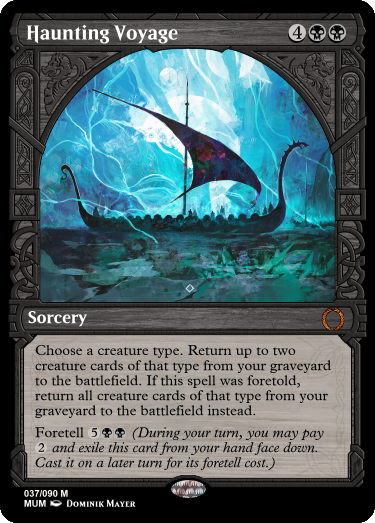 Haunting Voyage 4
Sorcery
Choose a creature type. Return up to two
creature cards of that type from your graveyard
to the battlefield. If this spell was foretold,
return all creature cards of that type from your
graveyard to the battlefield instead.
Foretell 5 (During your turn, you may pay
2 and exile this card from your hand face down.
Cast it on a later turn for its foretell cost.)
037/090 M
MUM DOMINIK MAYER